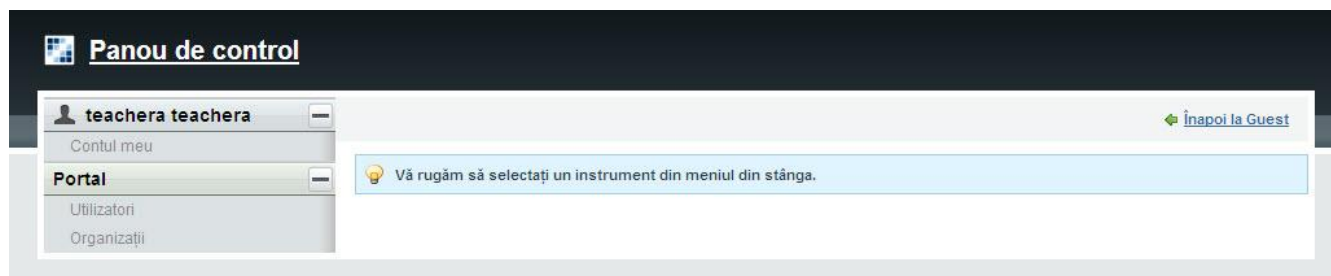 Panou de control
teachera teachera
Înapoi la Guest
Contul meu
Portal
Vă rugăm să selectați un instrument din meniul din stânga.
Utilizatori
Organizații